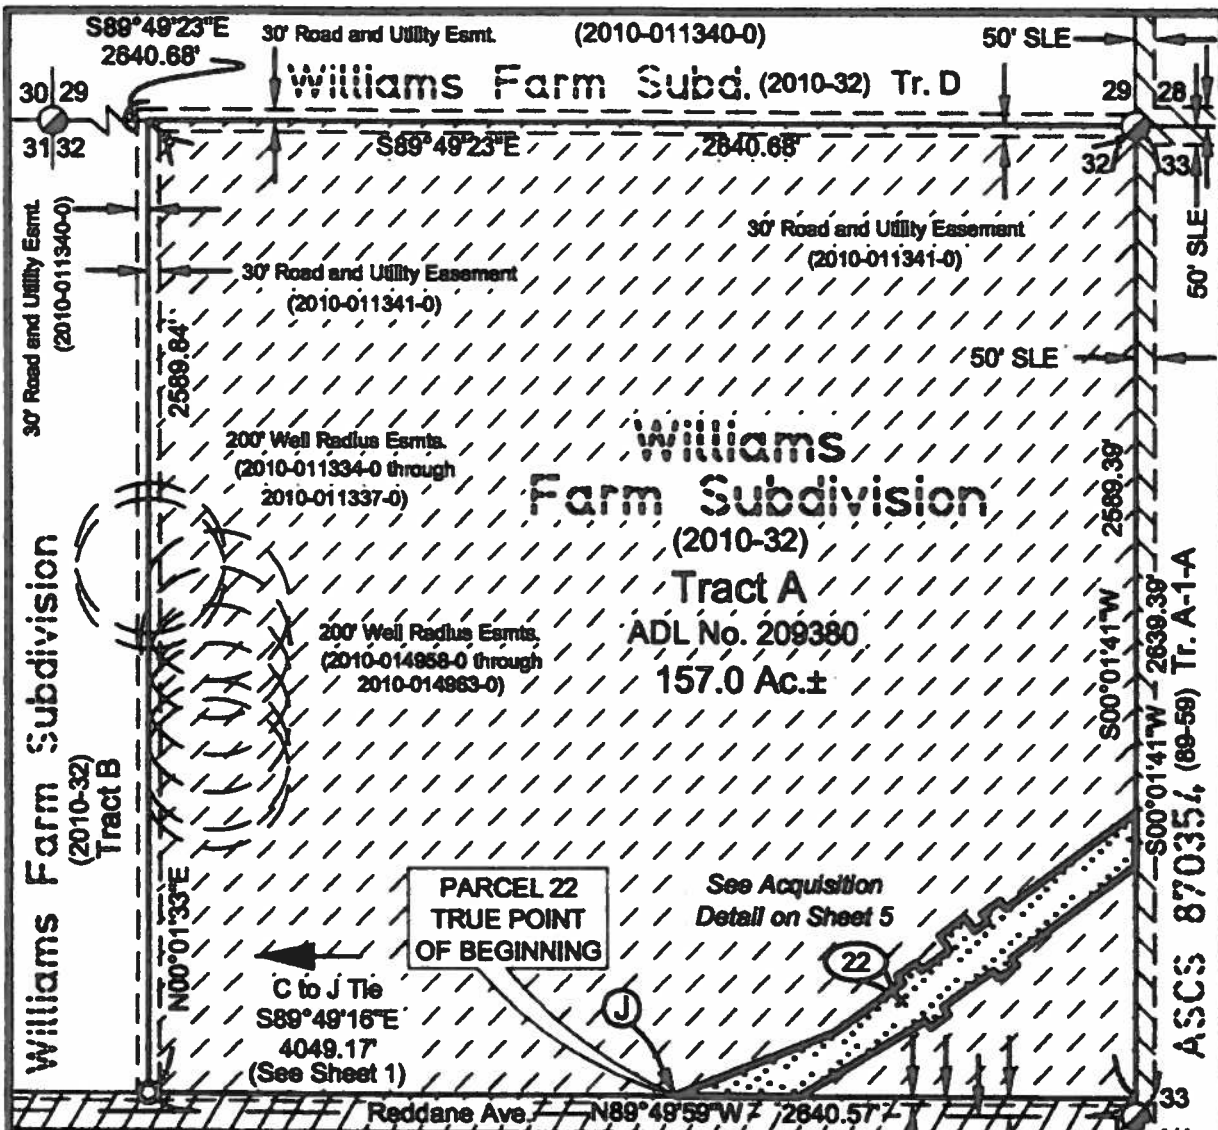 S89°49'23"E
2640.68'
30' Road and Utility Esmt.
(2010-011340-0)
50' SLE
Williams Farm Subd. (2010-32) Tr. D
30 29
31 32
29 28
32 33
S89°49'23"E 2640.68'
30' Road and Utility Esmt.
(2010-011340-0)
30' Road and Utility Easement
(2010-011341-0)
30' Road and Utility Easement
(2010-011341-0)
50' SLE
50' SLE
2589.64'
N00°01'33"E
200' Well Radius Esmts.
(2010-011334-0 through
2010-011337-0)
Williams
Farm Subdivision
(2010-32)
Tract A
ADL No. 209380
157.0 Ac.±
200' Well Radius Esmts.
(2010-014958-0 through
2010-014963-0)
Williams Farm Subdivision
(2010-32)
Tract B
2589.39'
S00°01'41"W
S00°01'41"W 2639.39'
ASCS 870357, (89-59) Tr. A-1-A
PARCEL 22
TRUE POINT
OF BEGINNING
See Acquisition
Detail on Sheet 5
22
J
C to J Tie
S89°49'16"E
4049.17'
(See Sheet 1)
33
Reddane Ave. N89°49'59"W 2640.57'